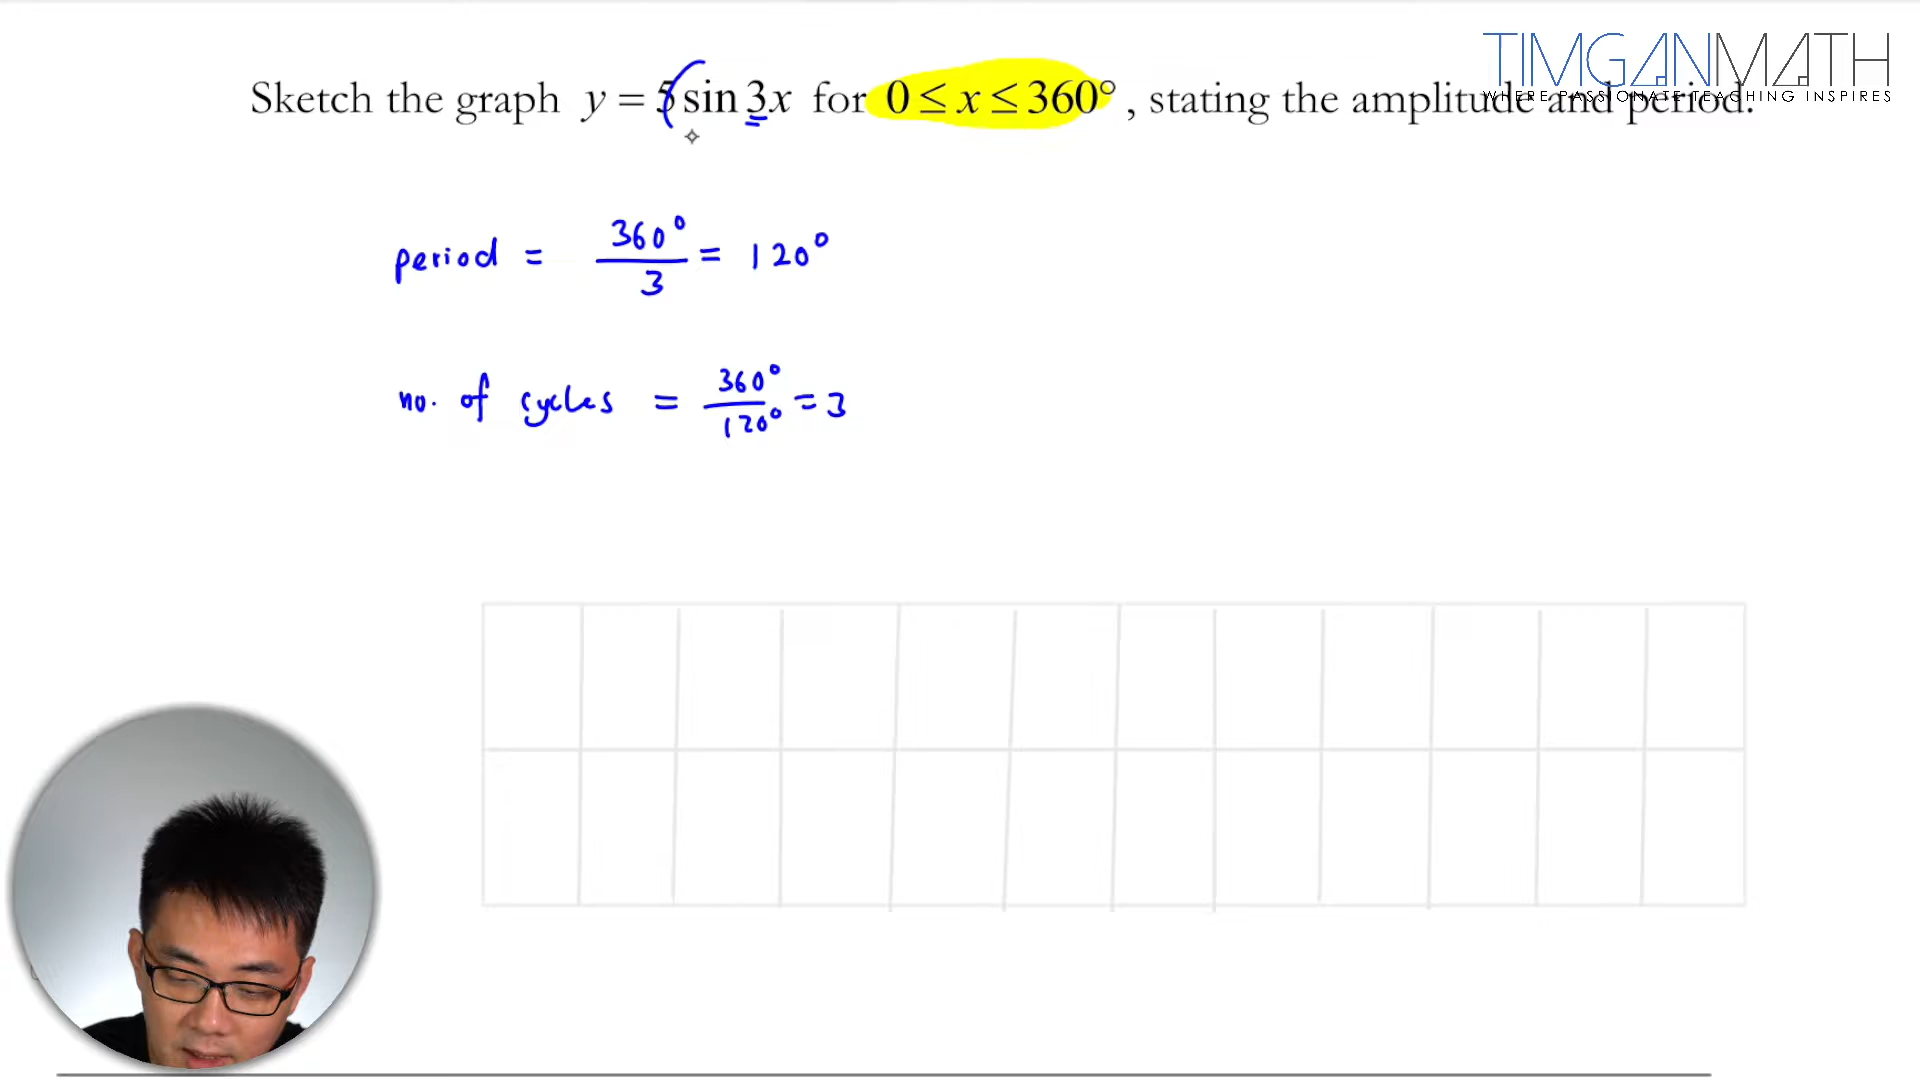 TIMGANMATH
WHERE PASSIONATE TEACHING INSPIRES
Sketch the graph y = 5 sin 3x for 0 ≤ x ≤ 360°, stating the amplitude and period.
period = 360°/3 = 120°
no. of cycles = 360°/120° = 3